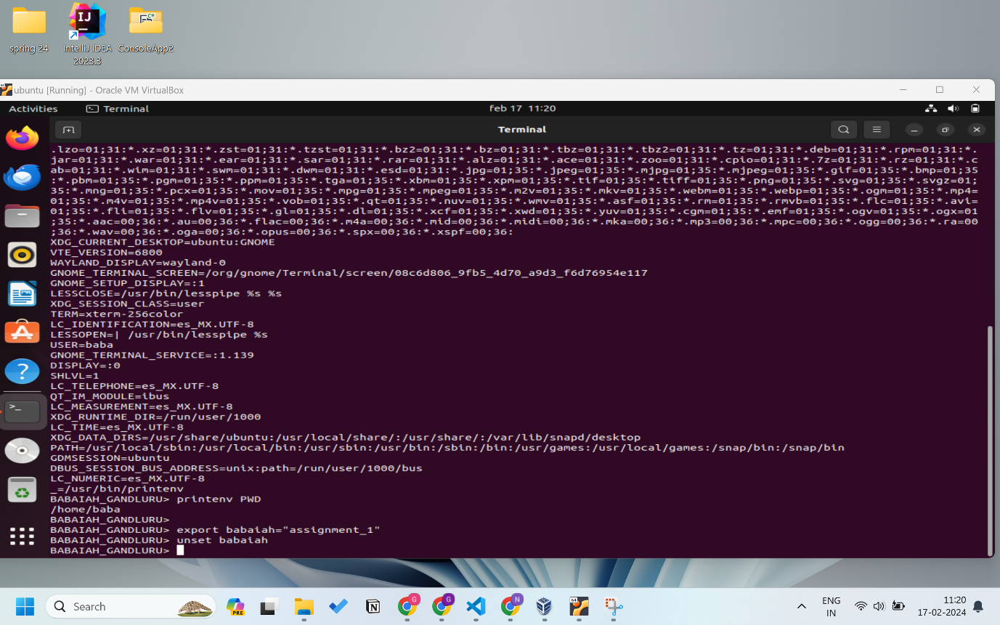 spring 24
IntelliJ IDEA
2023.3
ConsoleApp2
ubuntu [Running] - Oracle VM VirtualBox
Activities
Terminal
feb 17 11:20
Terminal
.lzo=01;31:*.xz=01;31:*.zst=01;31:*.tzst=01;31:*.bz2=01;31:*.bz=01;31:*.tbz=01;31:*.tbz2=01;31:*.tz=01;31:*.deb=01;31:*.rpm=01;31:*.
jar=01;31:*.war=01;31:*.ear=01;31:*.sar=01;31:*.rar=01;31:*.alz=01;31:*.ace=01;31:*.zoo=01;31:*.cpio=01;31:*.7z=01;31:*.rz=01;31:*.c
ab=01;31:*.wim=01;31:*.swm=01;31:*.dwm=01;31:*.esd=01;31:*.jpg=01;35:*.jpeg=01;35:*.mjpg=01;35:*.mjpeg=01;35:*.gif=01;35:*.bmp=01;35
:*.pbm=01;35:*.pgm=01;35:*.ppm=01;35:*.tga=01;35:*.xbm=01;35:*.xpm=01;35:*.tif=01;35:*.tiff=01;35:*.png=01;35:*.svg=01;35:*.svgz=01;
35:*.mng=01;35:*.pcx=01;35:*.mov=01;35:*.mpg=01;35:*.mpeg=01;35:*.m2v=01;35:*.mkv=01;35:*.webm=01;35:*.webp=01;35:*.ogm=01;35:*.mp4=
01;35:*.m4v=01;35:*.mp4v=01;35:*.vob=01;35:*.qt=01;35:*.nuv=01;35:*.wmv=01;35:*.asf=01;35:*.rm=01;35:*.rmvb=01;35:*.flc=01;35:*.avi=
01;35:*.fli=01;35:*.flv=01;35:*.gl=01;35:*.dl=01;35:*.xcf=01;35:*.xwd=01;35:*.yuv=01;35:*.cgm=01;35:*.emf=01;35:*.ogv=01;35:*.ogx=01
;35:*.aac=00;36:*.au=00;36:*.flac=00;36:*.m4a=00;36:*.mid=00;36:*.midi=00;36:*.mka=00;36:*.mp3=00;36:*.mpc=00;36:*.ogg=00;36:*.ra=00
;36:*.wav=00;36:*.oga=00;36:*.opus=00;36:*.spx=00;36:*.xspf=00;36:
XDG_CURRENT_DESKTOP=ubuntu:GNOME
VTE_VERSION=6800
WAYLAND_DISPLAY=wayland-0
GNOME_TERMINAL_SCREEN=/org/gnome/Terminal/screen/08c6d806_9fb5_4d70_a9d3_f6d76954e117
GNOME_SETUP_DISPLAY=:1
LESSCLOSE=/usr/bin/lesspipe %s %s
XDG_SESSION_CLASS=user
TERM=xterm-256color
LC_IDENTIFICATION=es_MX.UTF-8
LESSOPEN=| /usr/bin/lesspipe %s
USER=baba
GNOME_TERMINAL_SERVICE=:1.139
DISPLAY=:0
SHLVL=1
LC_TELEPHONE=es_MX.UTF-8
QT_IM_MODULE=ibus
LC_MEASUREMENT=es_MX.UTF-8
XDG_RUNTIME_DIR=/run/user/1000
LC_TIME=es_MX.UTF-8
XDG_DATA_DIRS=/usr/share/ubuntu:/usr/local/share/:/usr/share/:/var/lib/snapd/desktop
PATH=/usr/local/sbin:/usr/local/bin:/usr/sbin:/usr/bin:/sbin:/bin:/usr/games:/usr/local/games:/snap/bin:/snap/bin
GDMSESSION=ubuntu
DBUS_SESSION_BUS_ADDRESS=unix:path=/run/user/1000/bus
LC_NUMERIC=es_MX.UTF-8
_=/usr/bin/printenv
BABAIAH_GANDLURU> printenv PWD
/home/baba
BABAIAH_GANDLURU>
BABAIAH_GANDLURU> export babaiah="assignment_1"
BABAIAH_GANDLURU> unset babaiah
BABAIAH_GANDLURU>
Search
PRE
G
G
N
ENG
IN
11:20
17-02-2024